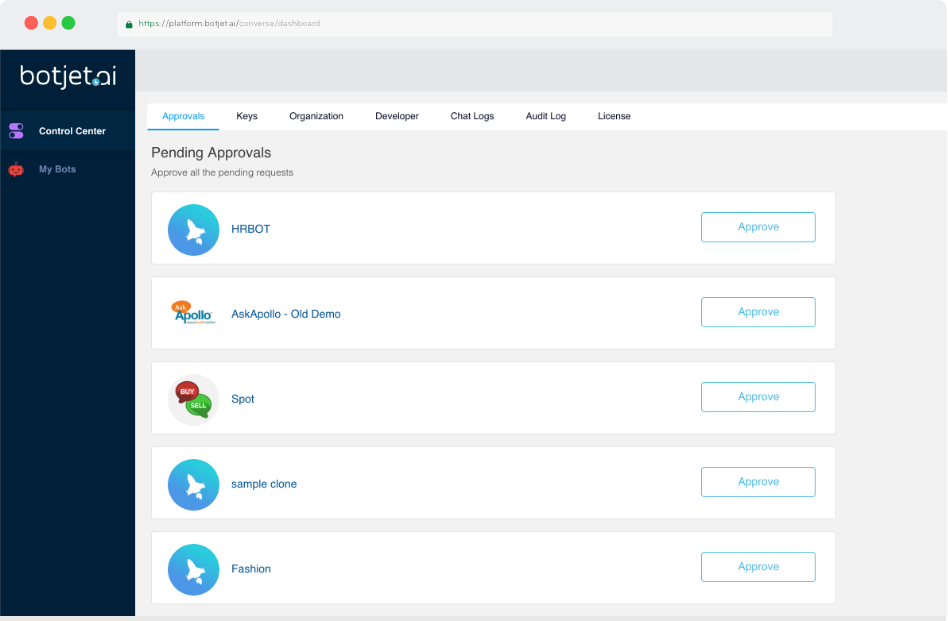 https://platform.botjet.ai/converse/dashboard
botjet.ai
Approvals Keys Organization Developer Chat Logs Audit Log License
Control Center
My Bots
Pending Approvals
Approve all the pending requests
HRBOT Approve
Ask
Apollo
AskApollo - Old Demo Approve
BUY
SELL
Spot Approve
sample clone Approve
Fashion Approve